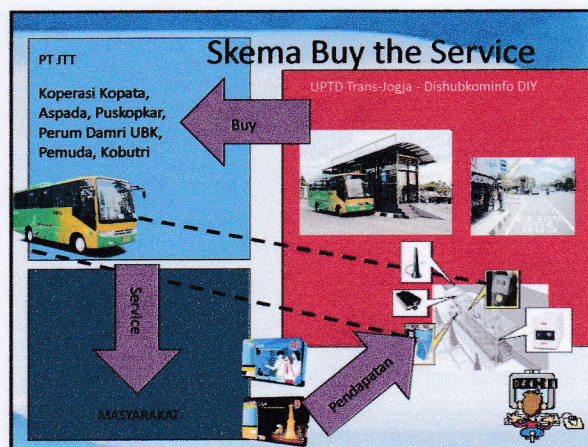 Skema Buy the Service
PT JTT
Koperasi Kopata,
Aspada, Puskopkar,
Perum Damri UBK,
Pemuda, Kobutri
UPTD Trans-Jogja - Dishubkominfo DIY
Buy
BUS
Service
MASYARAKAT
Pendapatan